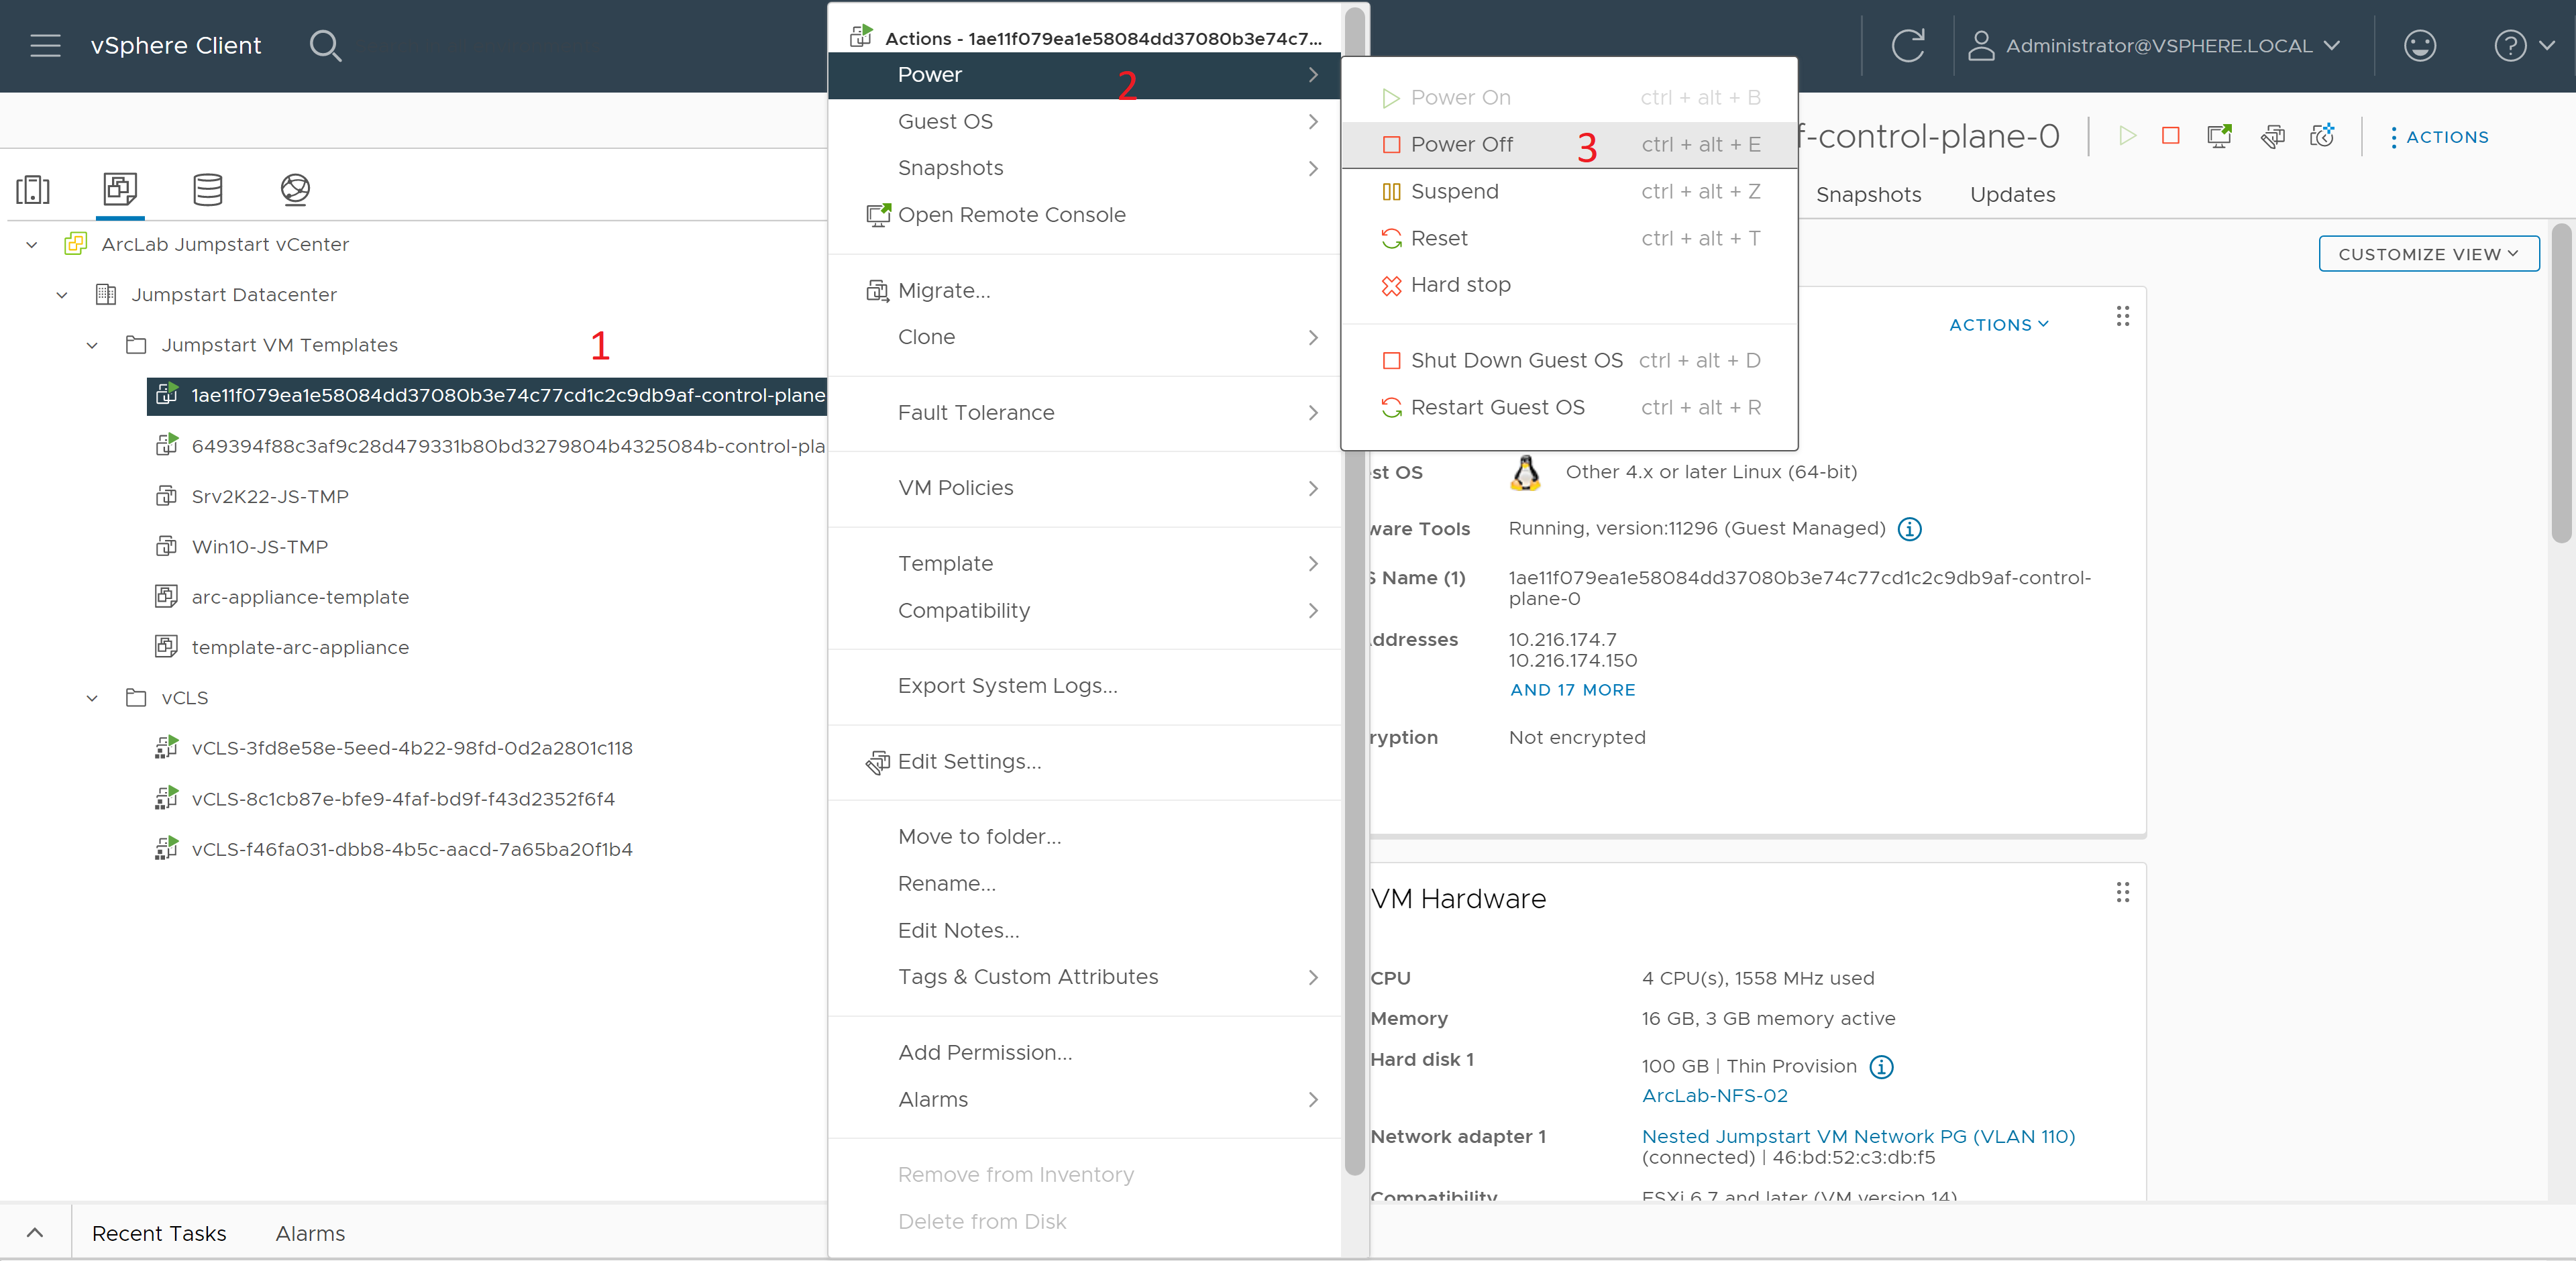 vSphere Client
Administrator@VSPHERE.LOCAL
ArcLab Jumpstart vCenter
Jumpstart Datacenter
Jumpstart VM Templates
1
1ae11f079ea1e58084dd37080b3e74c77cd1c2c9db9af-control-plane
649394f88c3af9c28d479331b80bd3279804b4325084b-control-pla
Srv2K22-JS-TMP
Win10-JS-TMP
arc-appliance-template
template-arc-appliance
vCLS
vCLS-3fd8e58e-5eed-4b22-98fd-0d2a2801c118
vCLS-8c1cb87e-bfe9-4faf-bd9f-f43d2352f6f4
vCLS-f46fa031-dbb8-4b5c-aacd-7a65ba20f1b4
Recent Tasks
Alarms
Actions - 1ae11f079ea1e58084dd37080b3e74c7...
Power
2
Guest OS
Snapshots
Open Remote Console
Migrate...
Clone
Fault Tolerance
VM Policies
Template
Compatibility
Export System Logs...
Edit Settings...
Move to folder...
Rename...
Edit Notes...
Tags & Custom Attributes
Add Permission...
Alarms
Remove from Inventory
Delete from Disk
Power On ctrl + alt + B
Power Off 3 ctrl + alt + E
Suspend ctrl + alt + Z
Reset ctrl + alt + T
Hard stop
Shut Down Guest OS ctrl + alt + D
Restart Guest OS ctrl + alt + R
f-control-plane-0
ACTIONS
Snapshots
Updates
CUSTOMIZE VIEW
ACTIONS
st OS Other 4.x or later Linux (64-bit)
ware Tools Running, version:11296 (Guest Managed)
S Name (1) 1ae11f079ea1e58084dd37080b3e74c77cd1c2c9db9af-control-
plane-0
ddresses 10.216.174.7
10.216.174.150
AND 17 MORE
ryption Not encrypted
VM Hardware
CPU 4 CPU(s), 1558 MHz used
Memory 16 GB, 3 GB memory active
Hard disk 1 100 GB | Thin Provision
ArcLab-NFS-02
Network adapter 1 Nested Jumpstart VM Network PG (VLAN 110)
(connected) | 46:bd:52:c3:db:f5
Compatibility ESXi 6.7 and later (VM version 14)